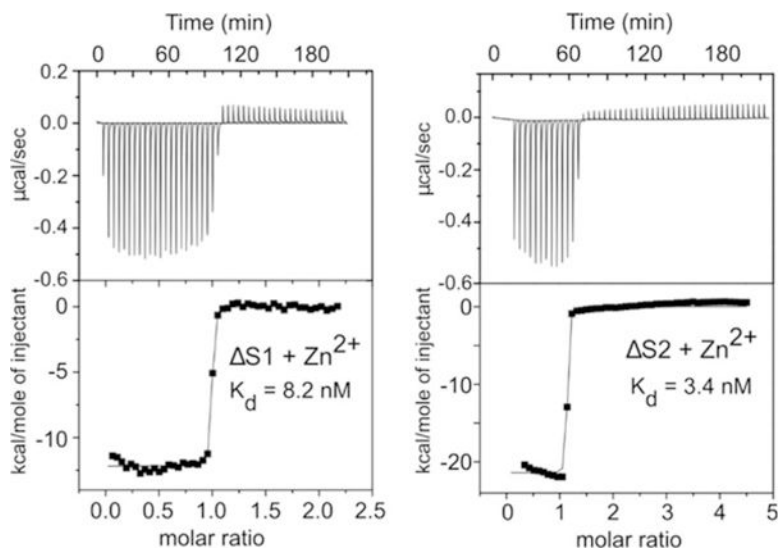 Time (min)
0 60 120 180
0.2
0.0
-0.2
-0.4
-0.6
µcal/sec
0
-5
-10
kcal/mole of injectant
ΔS1 + Zn2+
Kd = 8.2 nM
0.0 0.5 1.0 1.5 2.0 2.5
molar ratio
Time (min)
0 60 120 180
0.0
-0.2
-0.4
-0.6
µcal/sec
0
-10
-20
kcal/mole of injectant
ΔS2 + Zn2+
Kd = 3.4 nM
0 1 2 3 4 5
molar ratio